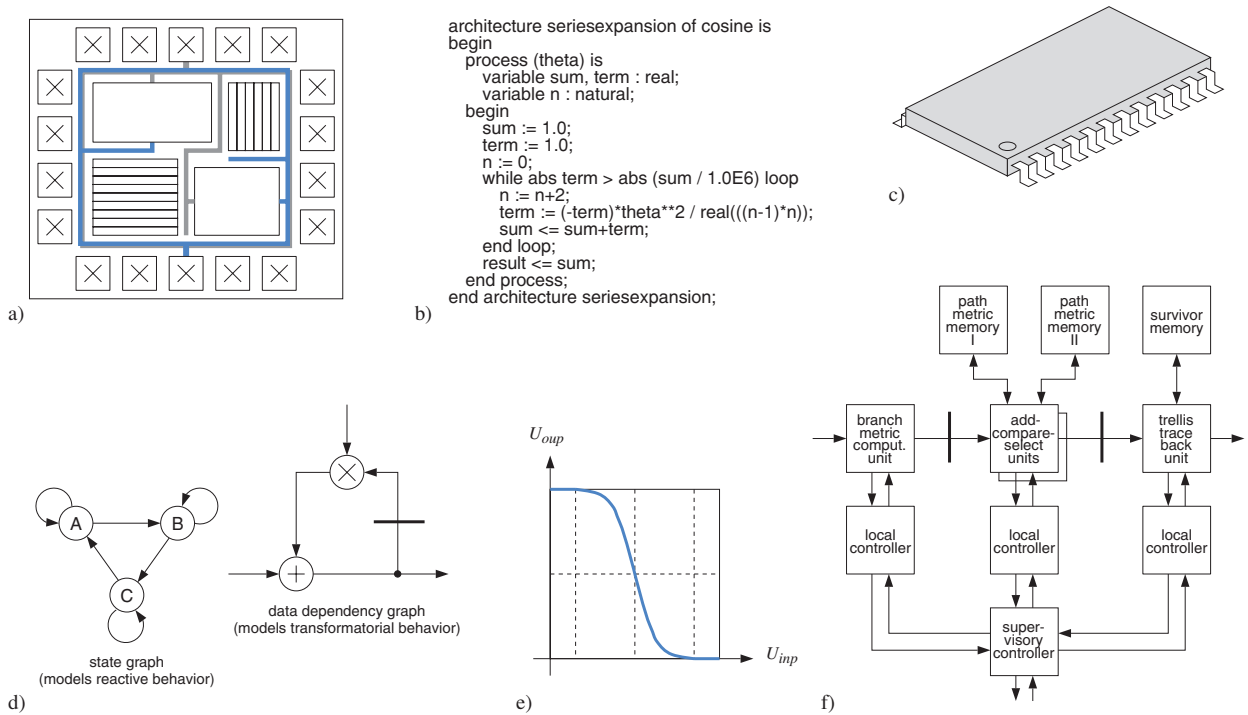 a)
architecture seriesexpansion of cosine is
begin
process (theta) is
variable sum, term : real;
variable n : natural;
begin
sum := 1.0;
term := 1.0;
n := 0;
while abs term > abs (sum / 1.0E6) loop
n := n+2;
term := (-term)*theta**2 / real(((n-1)*n));
sum <= sum+term;
end loop;
result <= sum;
end process;
end architecture seriesexpansion;
b)
c)
A
B
C
state graph
(models reactive behavior)
data dependency graph
(models transformatorial behavior)
d)
U_oup
U_inp
e)
path
metric
memory
I
path
metric
memory
II
survivor
memory
branch
metric
comput.
unit
add-
compare-
select
units
trellis
trace
back
unit
local
controller
local
controller
local
controller
super-
visory
controller
f)